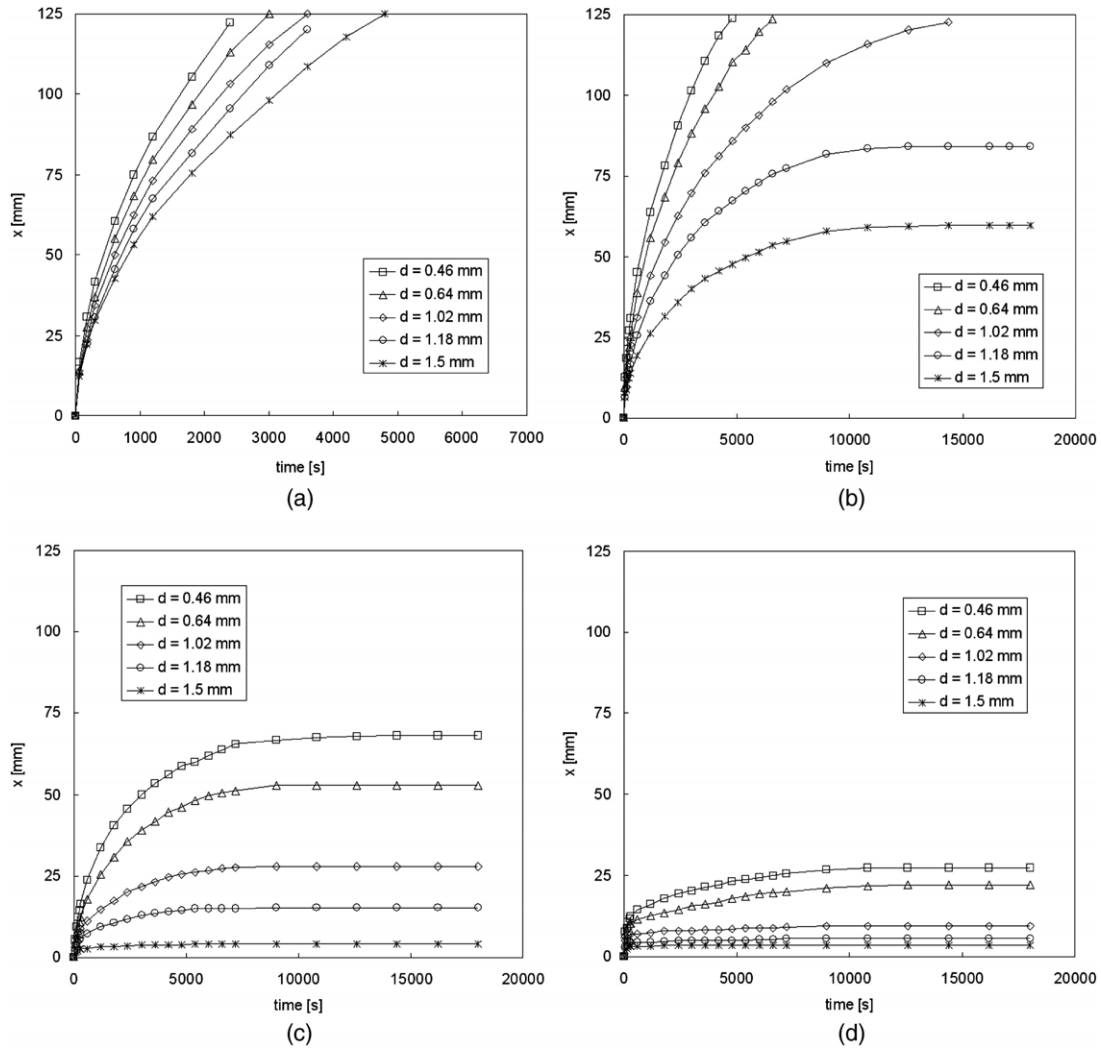 125
100
75
50
25
0
x [mm]
d = 0.46 mm
d = 0.64 mm
d = 1.02 mm
d = 1.18 mm
d = 1.5 mm
0 1000 2000 3000 4000 5000 6000 7000
time [s]
(a)
125
100
75
50
25
0
x [mm]
d = 0.46 mm
d = 0.64 mm
d = 1.02 mm
d = 1.18 mm
d = 1.5 mm
0 5000 10000 15000 20000
time [s]
(b)
125
100
75
50
25
0
x [mm]
d = 0.46 mm
d = 0.64 mm
d = 1.02 mm
d = 1.18 mm
d = 1.5 mm
0 5000 10000 15000 20000
time [s]
(c)
125
100
75
50
25
0
x [mm]
d = 0.46 mm
d = 0.64 mm
d = 1.02 mm
d = 1.18 mm
d = 1.5 mm
0 5000 10000 15000 20000
time [s]
(d)